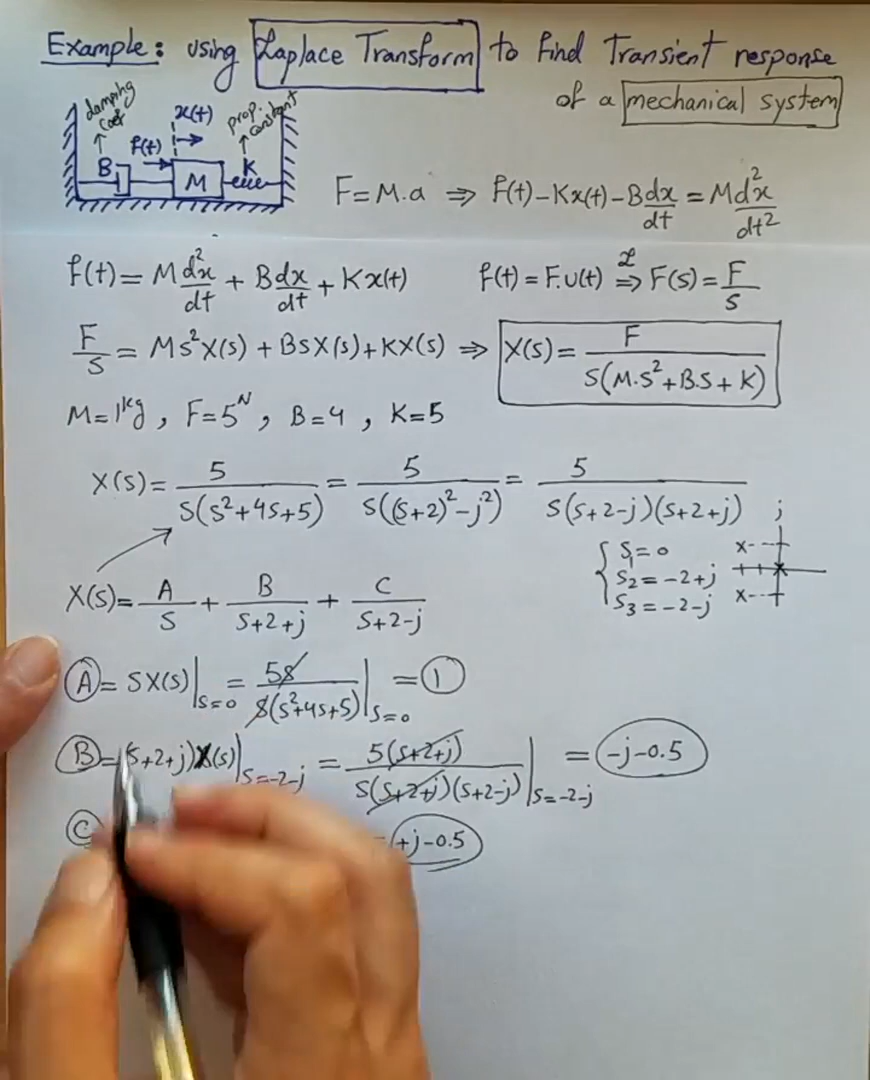 Example: using Laplace Transform to find Transient response
of a mechanical system
damping coef
x(t)
prop. constant
f(t)
B
M
K
F=M.a ⇒ f(t)-Kx(t)-B dx/dt = M d²x/dt²
f(t)= M d²x/dt + B dx/dt + Kx(t)
f(t)=F.u(t) ℒ⇒ F(s)=F/s
F/s = Ms²X(s)+BsX(s)+KX(s) ⇒ X(s)= F/S(M.s²+B.s+K)
M=1kg , F=5N , B=4 , K=5
X(s)= 5/S(s²+4s+5) = 5/S((s+2)²-j²) = 5/S(s+2-j)(s+2+j)
j
{ S₁=0
S₂=-2+j
S₃=-2-j
X(s)= A/S + B/S+2+j + C/S+2-j
A = SX(s)|s=0 = 5s/s(s²+4s+5)|s=0 = 1
B = (s+2+j)X(s)|s=-2-j = 5(s+2+j)/s(s+2+j)(s+2-j)|s=-2-j = -j-0.5
C
= +j-0.5